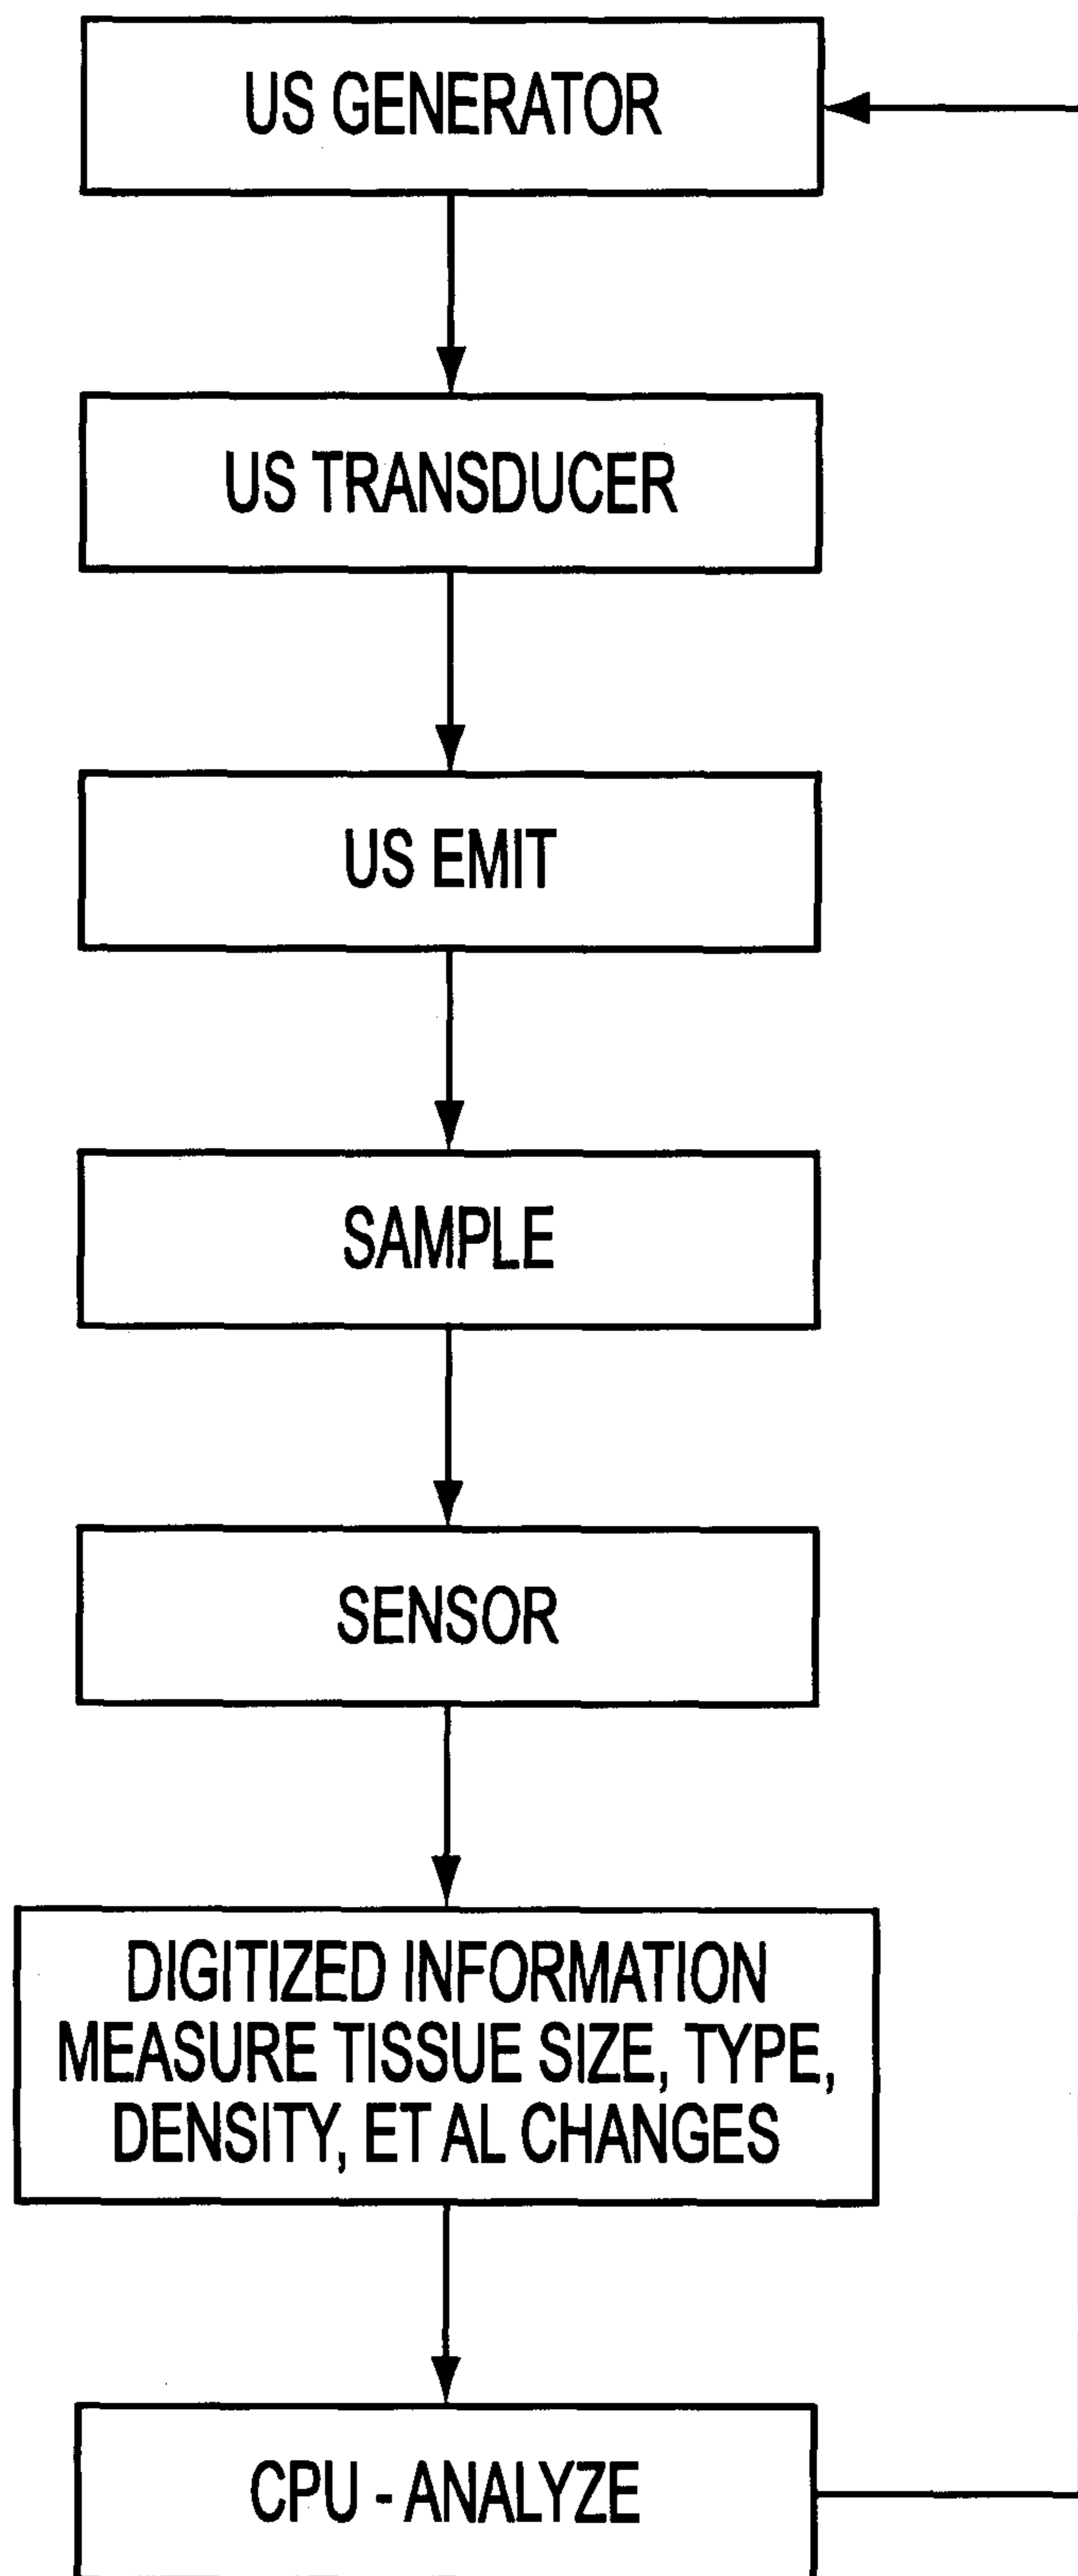 US GENERATOR
US TRANSDUCER
US EMIT
SAMPLE
SENSOR
DIGITIZED INFORMATION
MEASURE TISSUE SIZE, TYPE,
DENSITY, ET AL CHANGES
CPU - ANALYZE